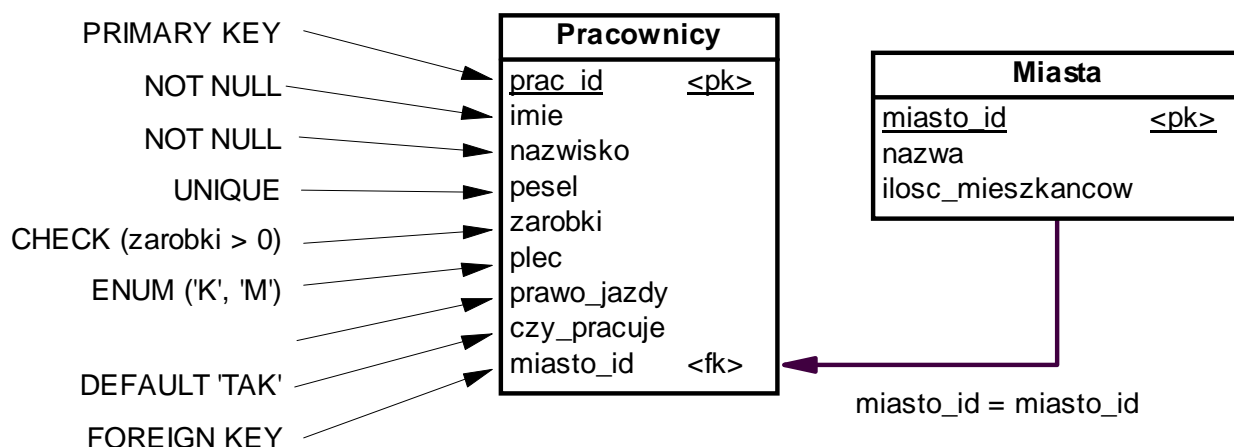 PRIMARY KEY
NOT NULL
NOT NULL
UNIQUE
CHECK (zarobki > 0)
ENUM ('K', 'M')
DEFAULT 'TAK'
FOREIGN KEY
Pracownicy
prac_id <pk>
imie
nazwisko
pesel
zarobki
plec
prawo_jazdy
czy_pracuje
miasto_id <fk>
Miasta
miasto_id <pk>
nazwa
ilosc_mieszkancow
miasto_id = miasto_id